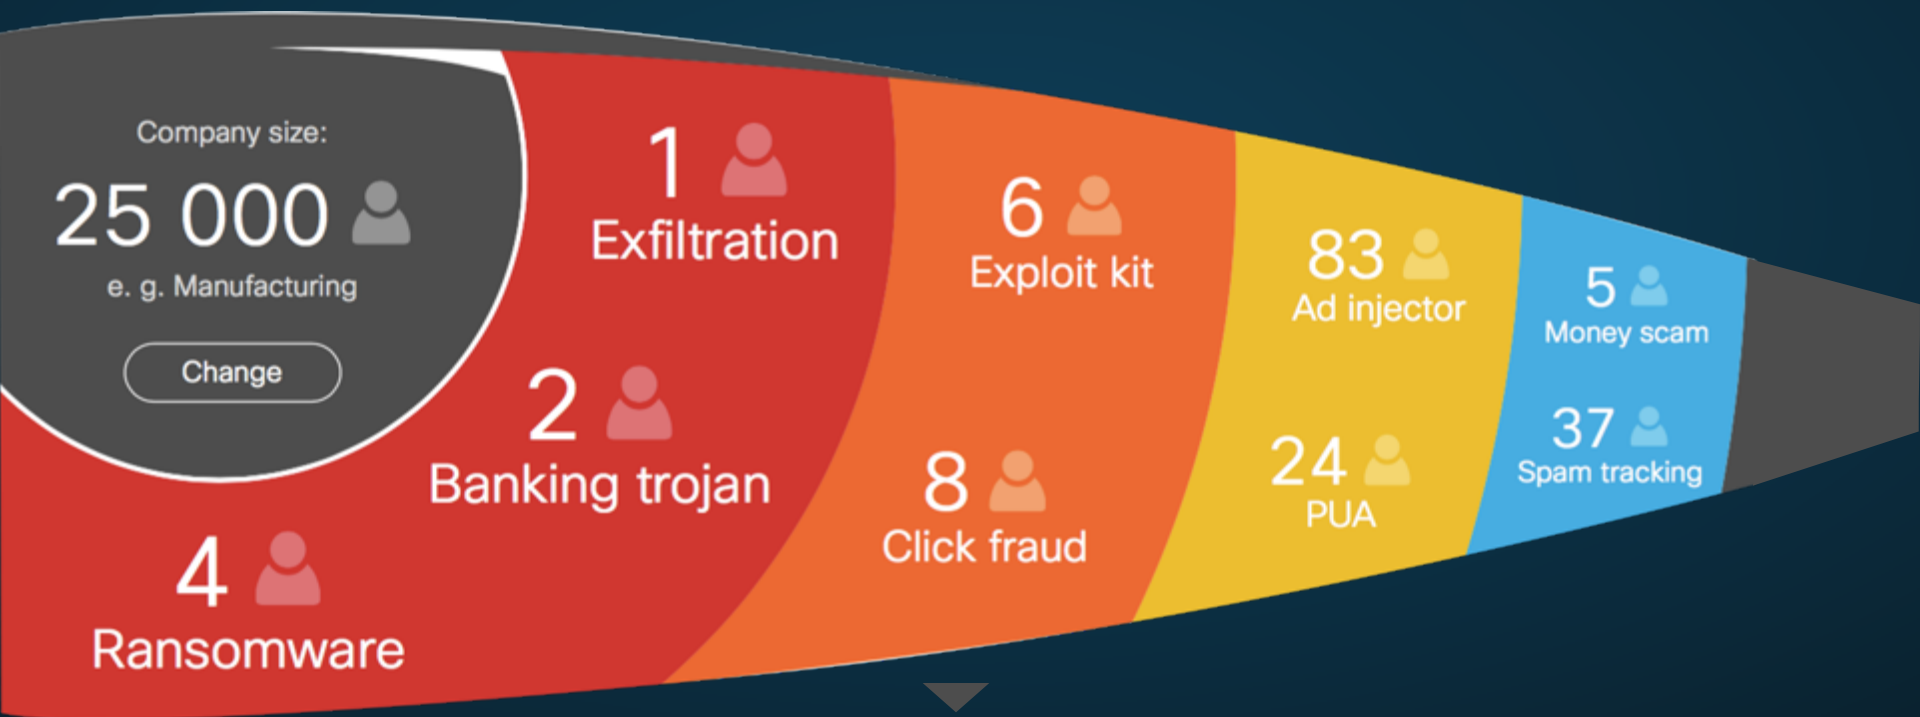 Company size:
25 000
e. g. Manufacturing
Change
1
Exfiltration
2
Banking trojan
4
Ransomware
6
Exploit kit
8
Click fraud
83
Ad injector
24
PUA
5
Money scam
37
Spam tracking